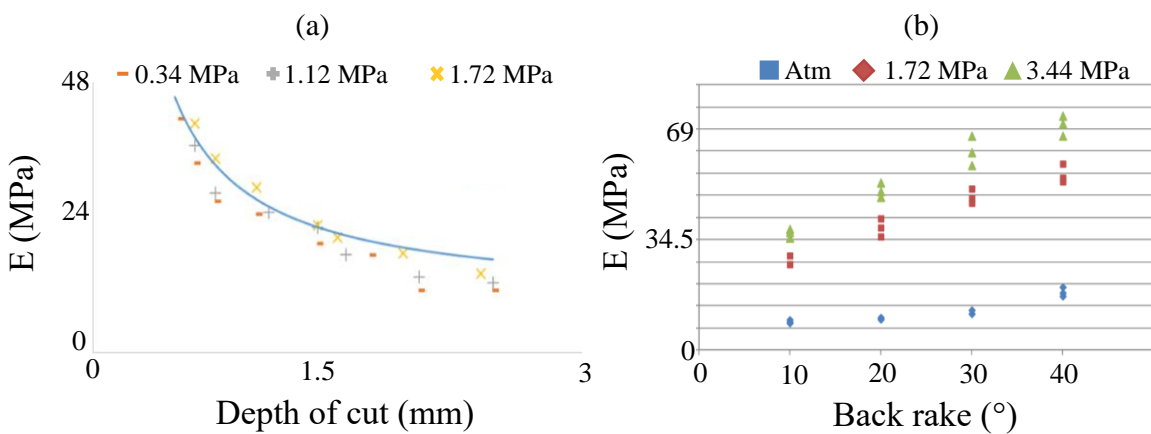 (a)
0.34 MPa 1.12 MPa 1.72 MPa
48
24
0
E (MPa)
0 1.5 3
Depth of cut (mm)
(b)
Atm 1.72 MPa 3.44 MPa
69
34.5
0
E (MPa)
0 10 20 30 40
Back rake (°)